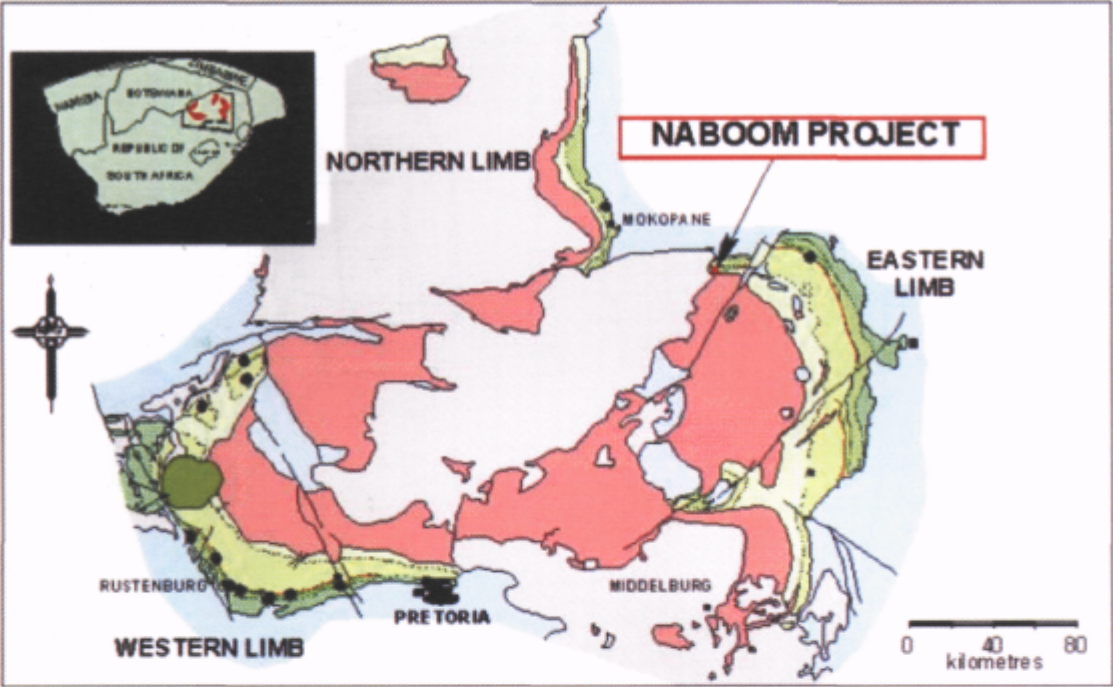 NAMIBIA
BOTSWANA
ZIMBABWE
REPUBLIC OF
SOUTH AFRICA
NORTHERN LIMB
NABOOM PROJECT
MOKOPANE
EASTERN
LIMB
RUSTENBURG
PRETORIA
MIDDELBURG
WESTERN LIMB
0 40 80
kilometres